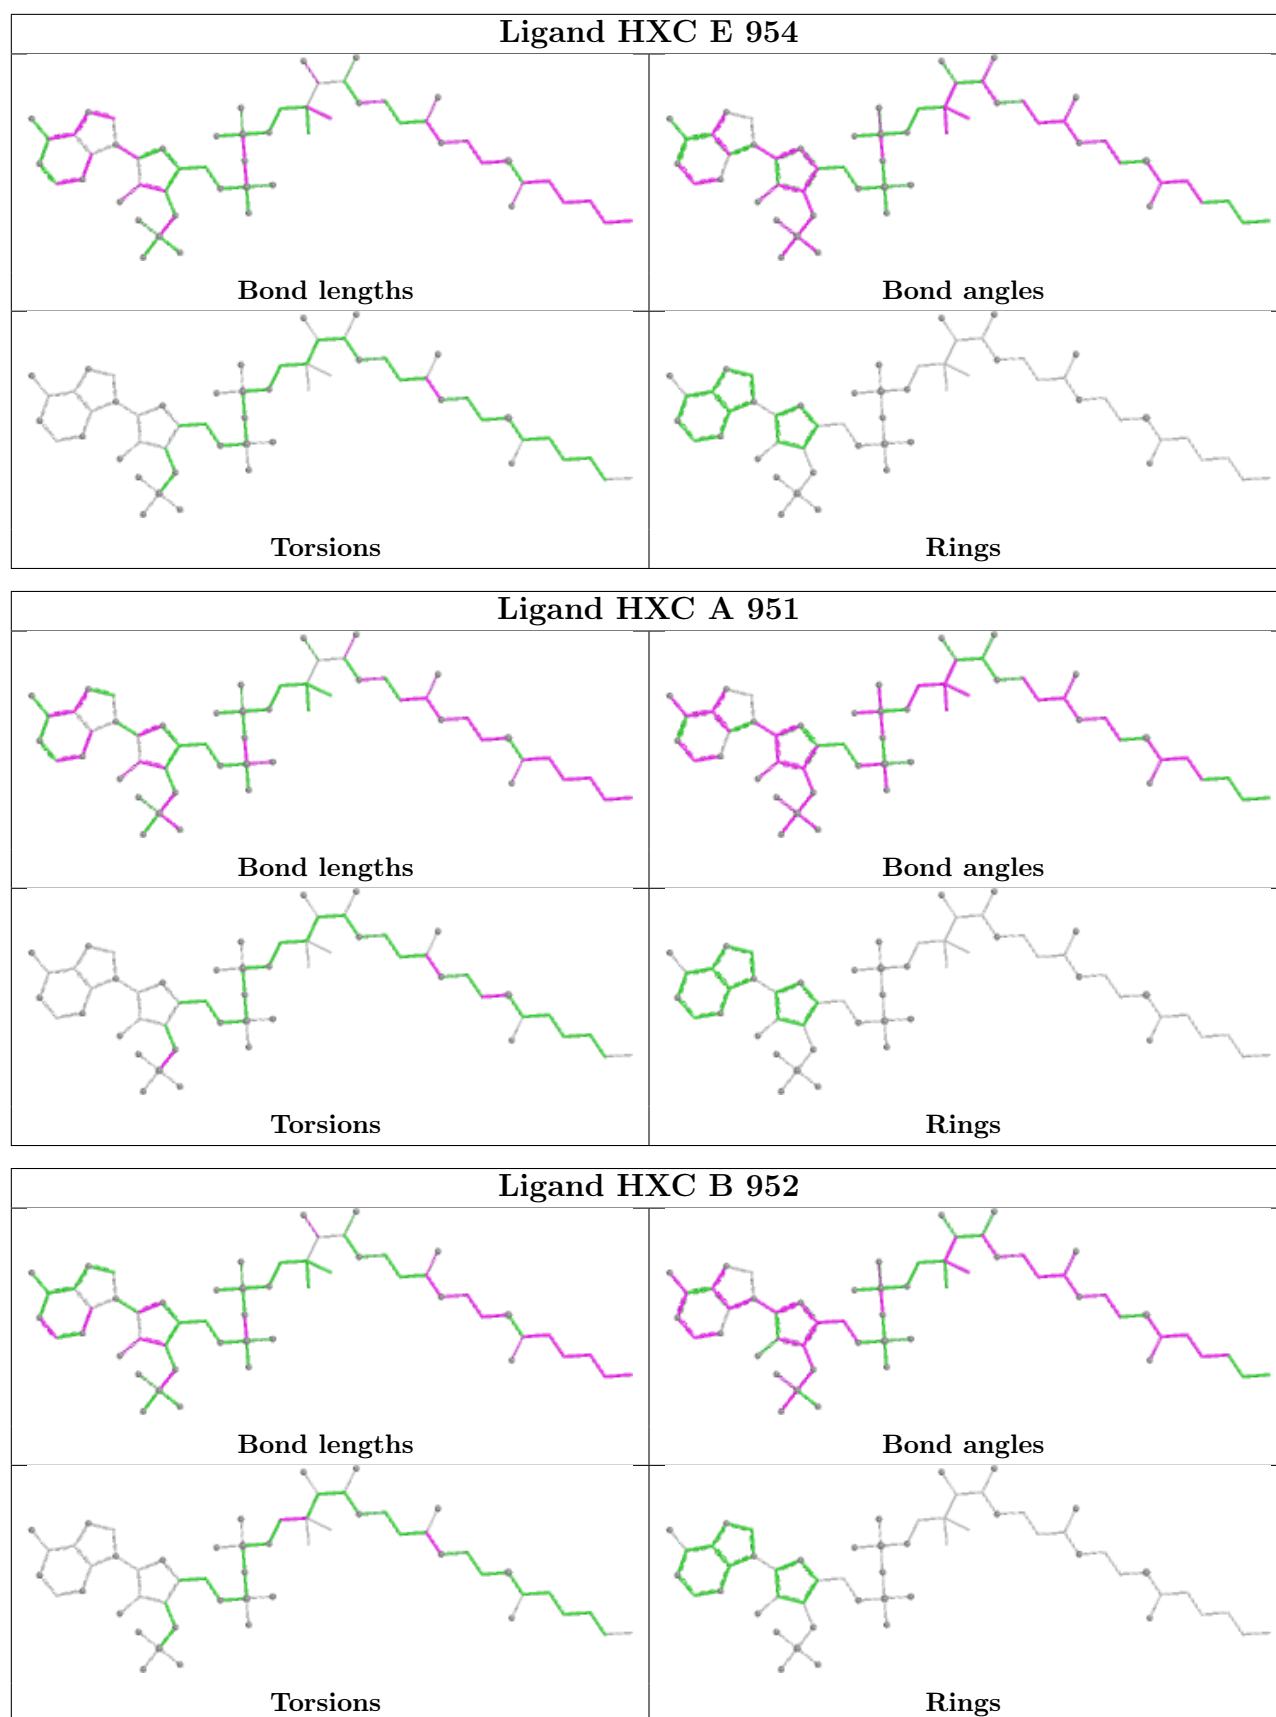 Ligand HXC E 954
Bond lengths
Bond angles
Torsions
Rings
Ligand HXC A 951
Bond lengths
Bond angles
Torsions
Rings
Ligand HXC B 952
Bond lengths
Bond angles
Torsions
Rings